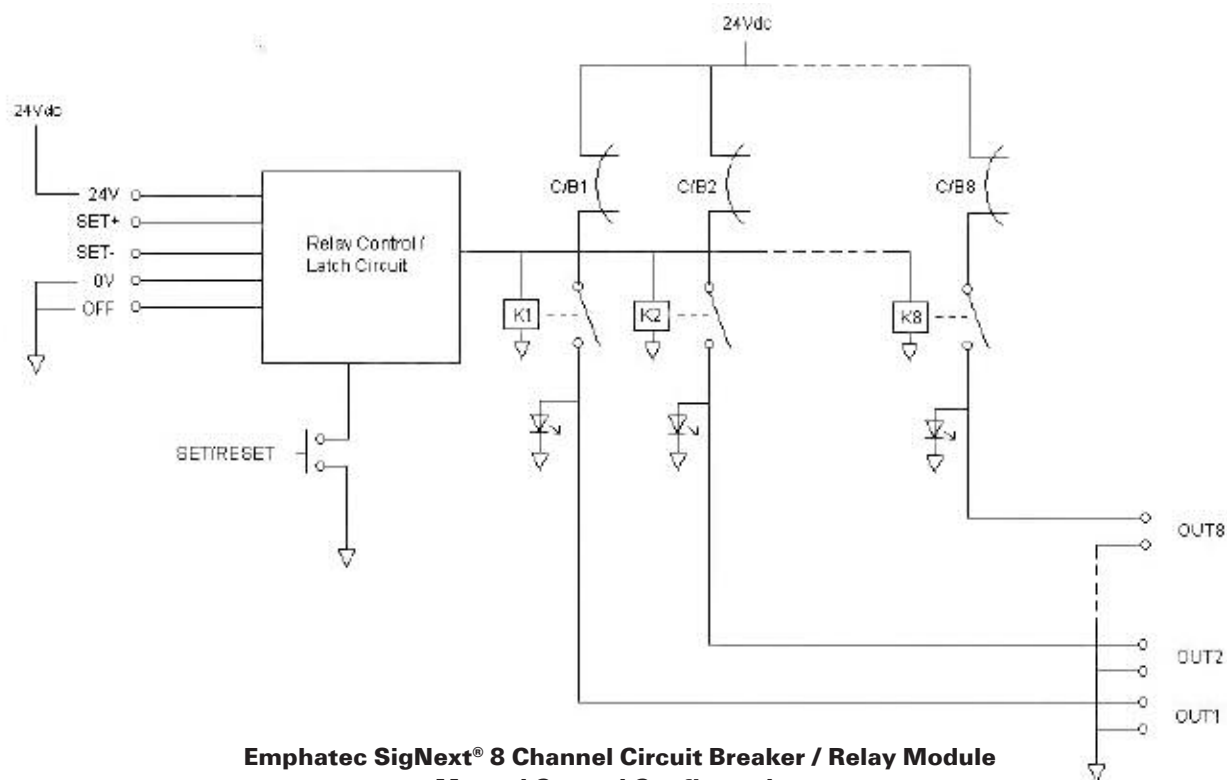 24Vdc
24Vdc
C/B1
C/B2
C/B8
24V
SET+
SET-
0V
OFF
Relay Control /
Latch Circuit
K1
K2
K8
SET/RESET
OUT8
OUT2
OUT1
Emphatec SigNext® 8 Channel Circuit Breaker / Relay Module